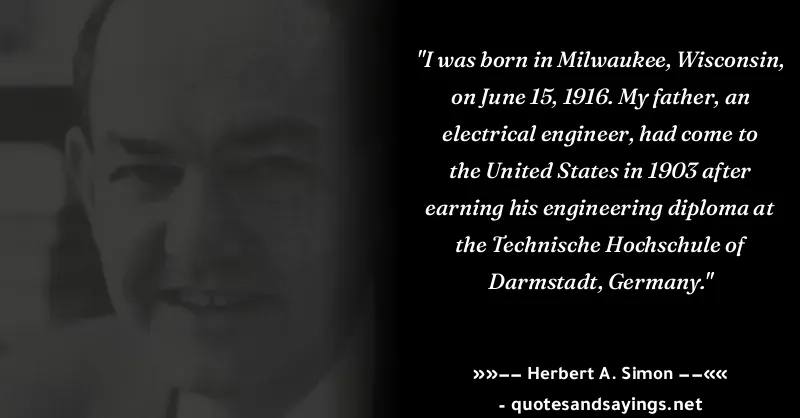 "I was born in Milwaukee, Wisconsin,
on June 15, 1916. My father, an
electrical engineer, had come to
the United States in 1903 after
earning his engineering diploma at
the Technische Hochschule of
Darmstadt, Germany."
»»−− Herbert A. Simon −−««
- quotesandsayings.net